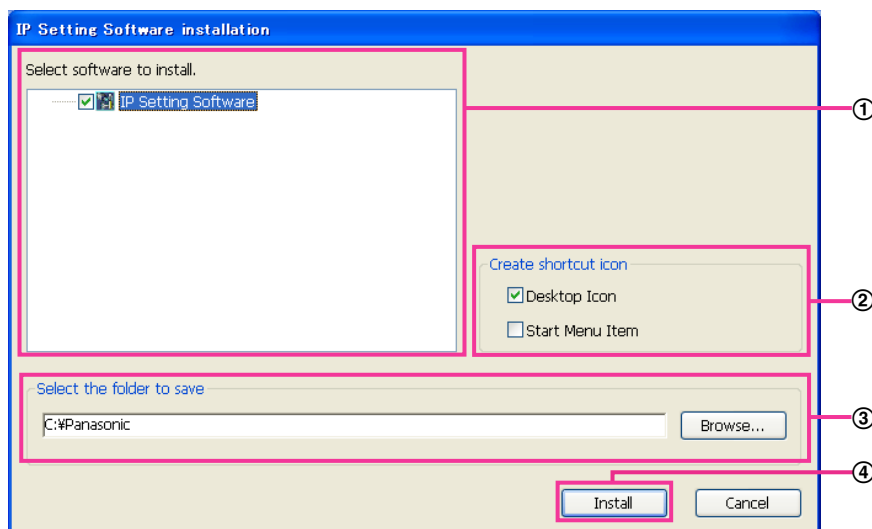 IP Setting Software installation
Select software to install.
IP Setting Software
①
Create shortcut icon
Desktop Icon
Start Menu Item
②
Select the folder to save
C:¥Panasonic
Browse...
③
④
Install
Cancel